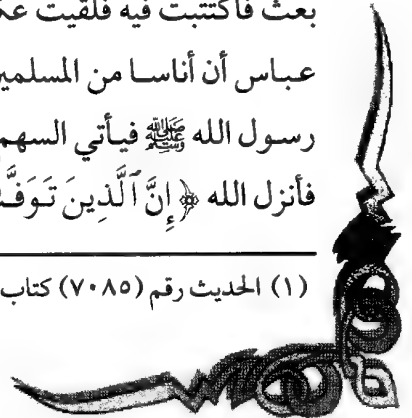 بعث فاكتتبت فيه فلقيت
عباس أن أناسا من المسلمين
رسول الله ﷺ فيأتي السهم
فأنزل الله ﴿إِنَّ ٱلَّذِينَ
(١) الحديث رقم (٧٠٨٥) كتاب